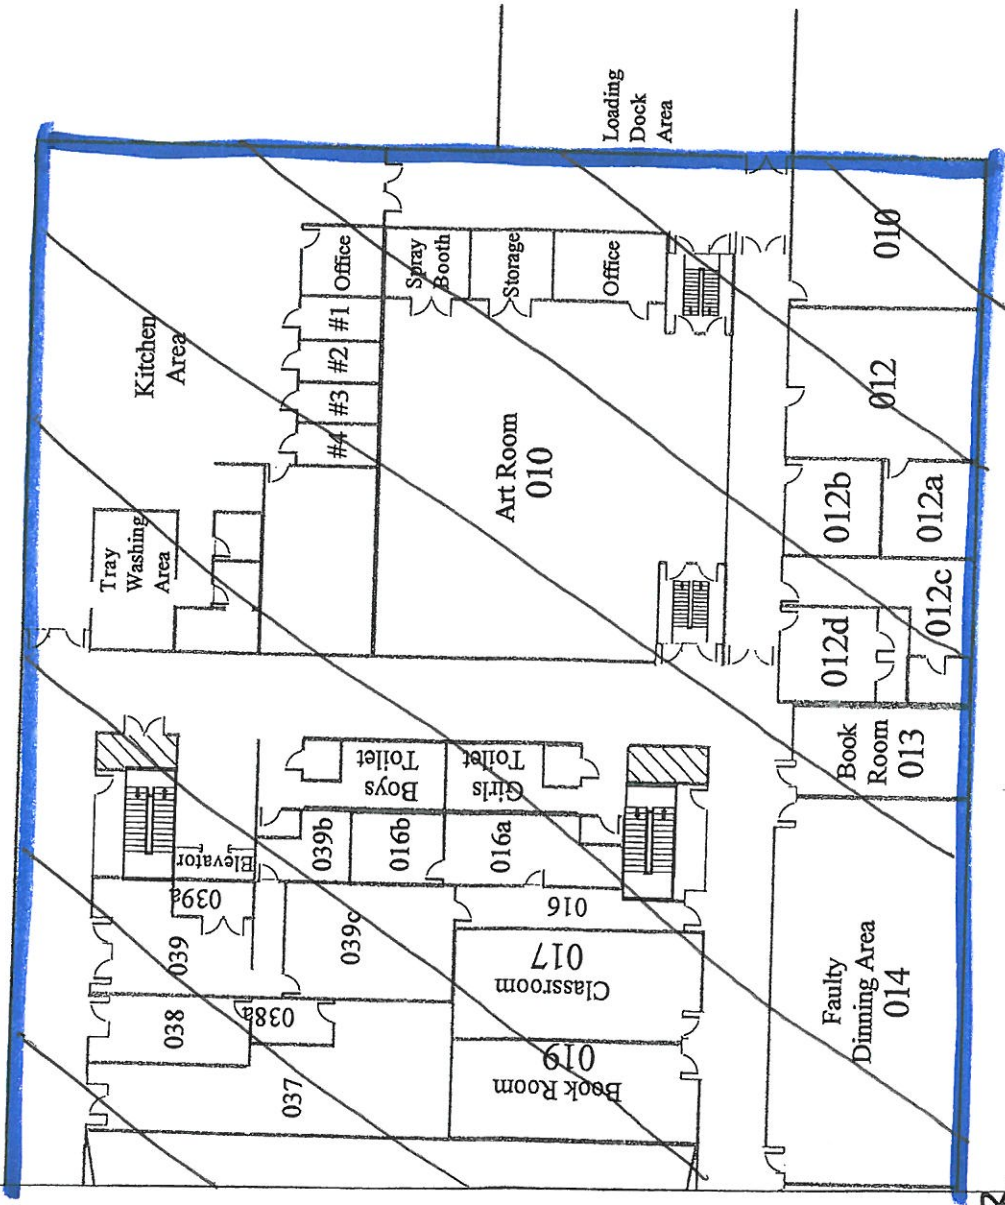 Loading
Dock
Area
Kitchen
Area
Office
Spray
Booth
Storage
Office
#1
#2
#3
#4
Art Room
010
010
012
012b
012a
012c
012d
Tray
Washing
Area
Book
Room
013
Boys
Toilet
Girls
Toilet
Elevator
039b
016b
016a
016
039a
039
039c
Classroom
017
038
038a
037
Book Room
019
Faulty
Dinning Area
014